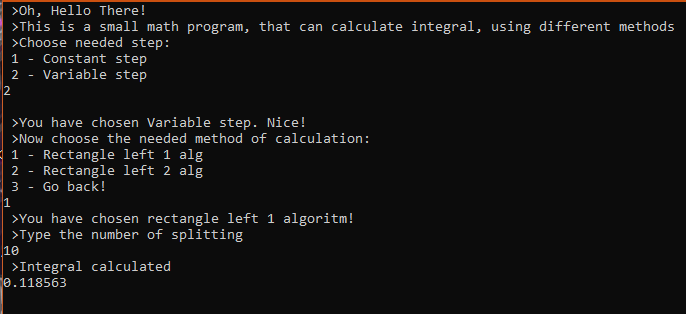 >Oh, Hello There!
>This is a small math program, that can calculate integral, using different methods
>Choose needed step:
1 - Constant step
2 - Variable step
2
>You have chosen Variable step. Nice!
>Now choose the needed method of calculation:
1 - Rectangle left 1 alg
2 - Rectangle left 2 alg
3 - Go back!
1
>You have chosen rectangle left 1 algoritm!
>Type the number of splitting
10
>Integral calculated
0.118563